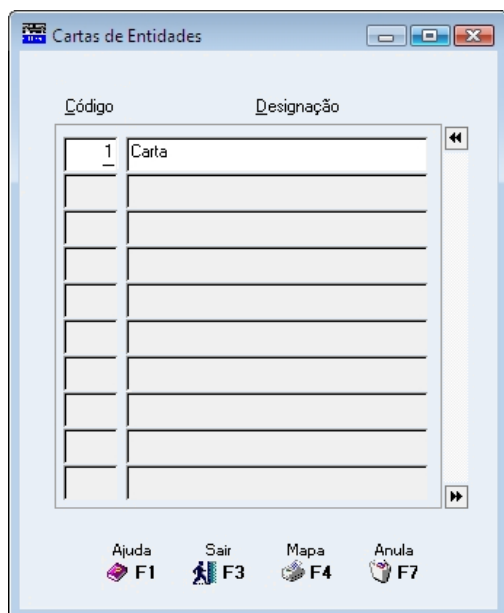 Cartas de Entidades
Código Designação
1 Carta
Ajuda Sair Mapa Anula
F1 F3 F4 F7